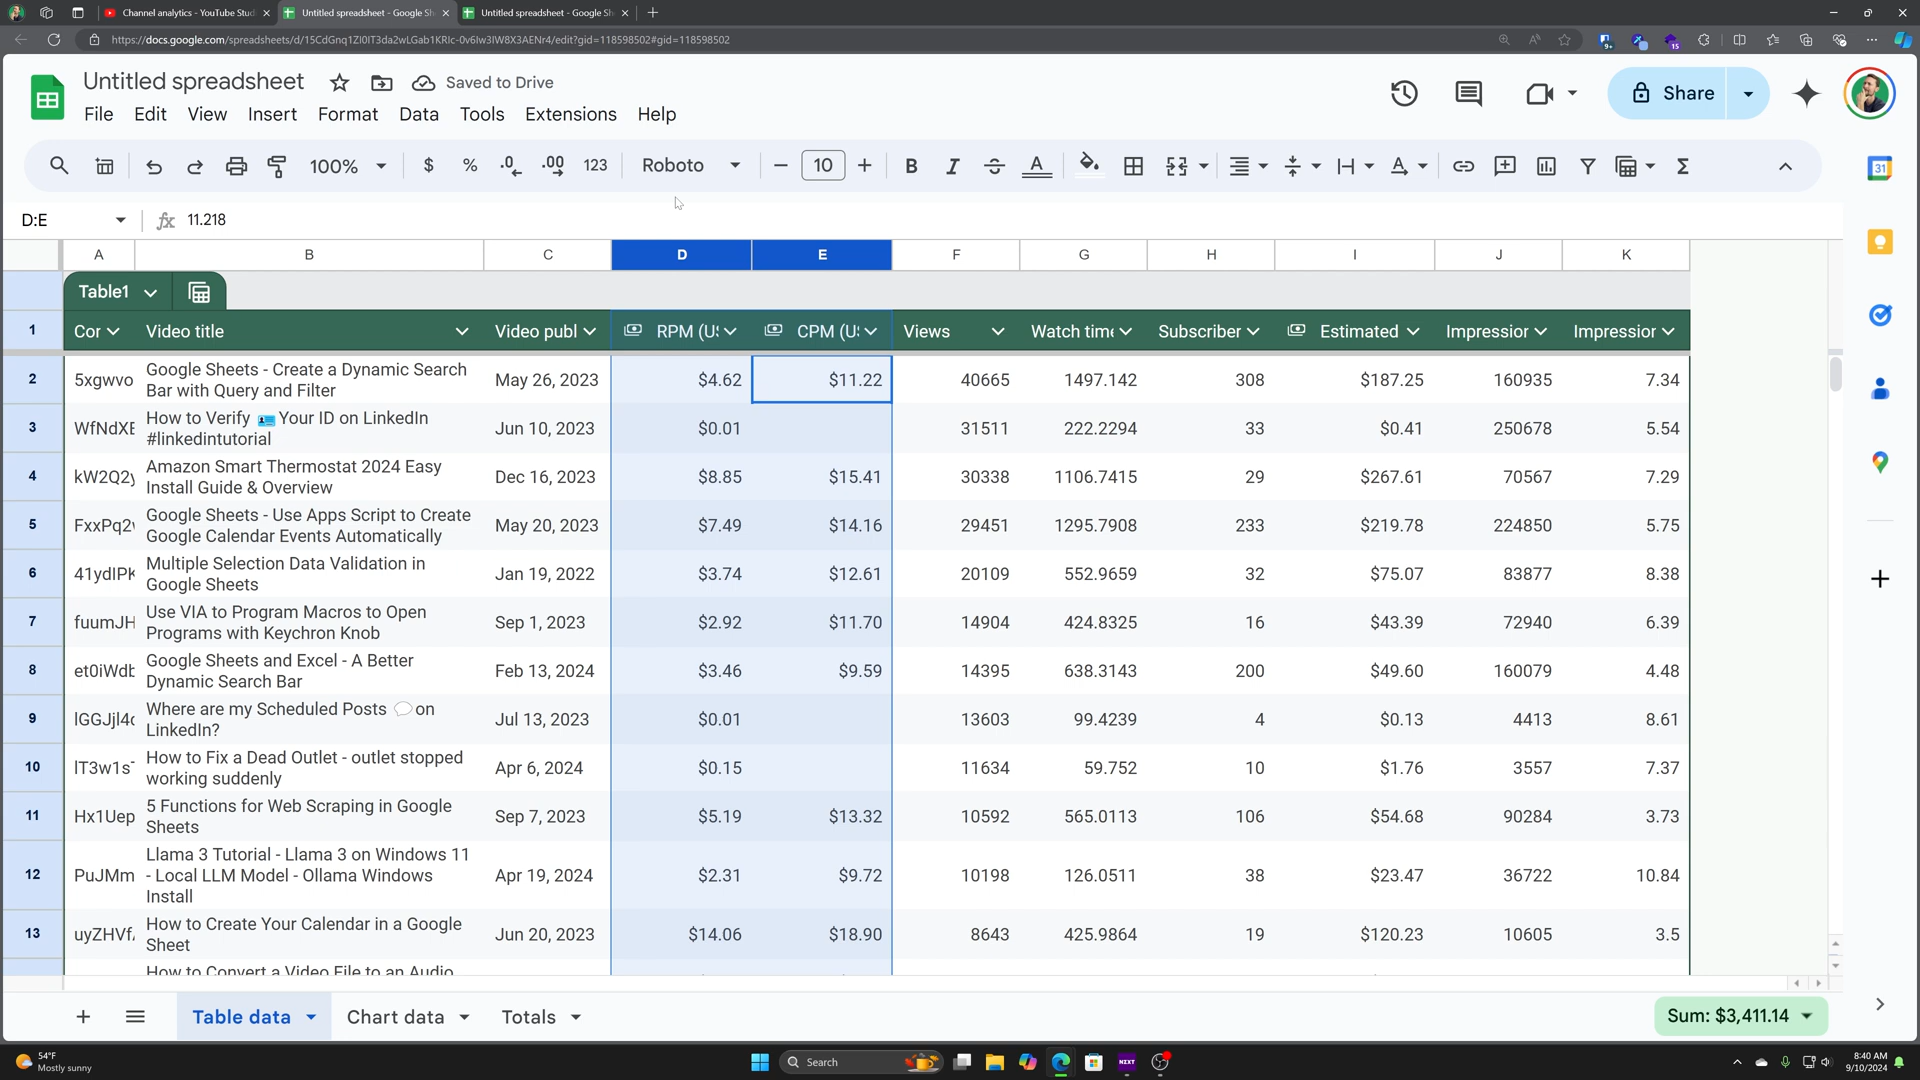 Channel analytics - YouTube Stud
Untitled spreadsheet - Google Sh
Untitled spreadsheet - Google Sh
https://docs.google.com/spreadsheets/d/15CdGnq1ZI0IT3da2wLGab1KRIc-0v6Iw3IW8X3AENr4/edit?gid=118598502#gid=118598502
Untitled spreadsheet
Saved to Drive
Share
File Edit View Insert Format Data Tools Extensions Help
100% $ % .0 .00 123 Roboto 10 B I S A Σ
31
D:E
fx 11.218
A B C D E F G H I J K
Table1
1 Cor Video title Video publ RPM (US CPM (US Views Watch time Subscriber Estimated Impression Impression
2 5xgwvo Google Sheets - Create a Dynamic Search May 26, 2023 $4.62 $11.22 40665 1497.142 308 $187.25 160935 7.34
Bar with Query and Filter
3 WfNdXE How to Verify Your ID on LinkedIn Jun 10, 2023 $0.01 31511 222.2294 33 $0.41 250678 5.54
#linkedintutorial
4 kW2Q2y Amazon Smart Thermostat 2024 Easy Dec 16, 2023 $8.85 $15.41 30338 1106.7415 29 $267.61 70567 7.29
Install Guide & Overview
5 FxxPq2 Google Sheets - Use Apps Script to Create May 20, 2023 $7.49 $14.16 29451 1295.7908 233 $219.78 224850 5.75
Google Calendar Events Automatically
6 41ydIPK Multiple Selection Data Validation in Jan 19, 2022 $3.74 $12.61 20109 552.9659 32 $75.07 83877 8.38
Google Sheets
7 fuumJH Use VIA to Program Macros to Open Sep 1, 2023 $2.92 $11.70 14904 424.8325 16 $43.39 72940 6.39
Programs with Keychron Knob
8 et0iWdb Google Sheets and Excel - A Better Feb 13, 2024 $3.46 $9.59 14395 638.3143 200 $49.60 160079 4.48
Dynamic Search Bar
9 IGGJjl4 Where are my Scheduled Posts on Jul 13, 2023 $0.01 13603 99.4239 4 $0.13 4413 8.61
LinkedIn?
10 IT3w1s How to Fix a Dead Outlet - outlet stopped Apr 6, 2024 $0.15 11634 59.752 10 $1.76 3557 7.37
working suddenly
11 Hx1Uep 5 Functions for Web Scraping in Google Sep 7, 2023 $5.19 $13.32 10592 565.0113 106 $54.68 90284 3.73
Sheets
12 PuJMm Llama 3 Tutorial - Llama 3 on Windows 11 Apr 19, 2024 $2.31 $9.72 10198 126.0511 38 $23.47 36722 10.84
- Local LLM Model - Ollama Windows
Install
13 uyZHVf How to Create Your Calendar in a Google Jun 20, 2023 $14.06 $18.90 8643 425.9864 19 $120.23 10605 3.5
Sheet
How to Convert a Video File to an Audio
Table data Chart data Totals Sum: $3,411.14
54°F
Mostly sunny
Search
NZXT
8:40 AM
9/10/2024